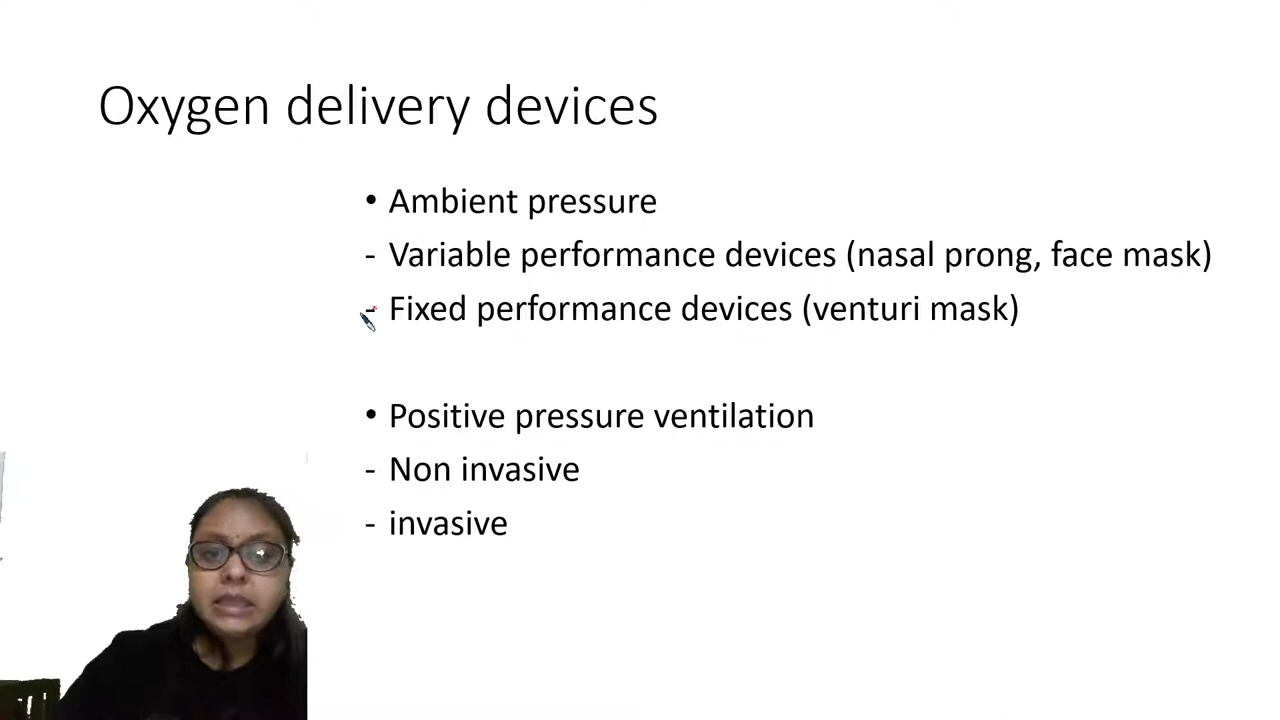 Oxygen delivery devices
• Ambient pressure
- Variable performance devices (nasal prong, face mask)
- Fixed performance devices (venturi mask)
• Positive pressure ventilation
- Non invasive
- invasive